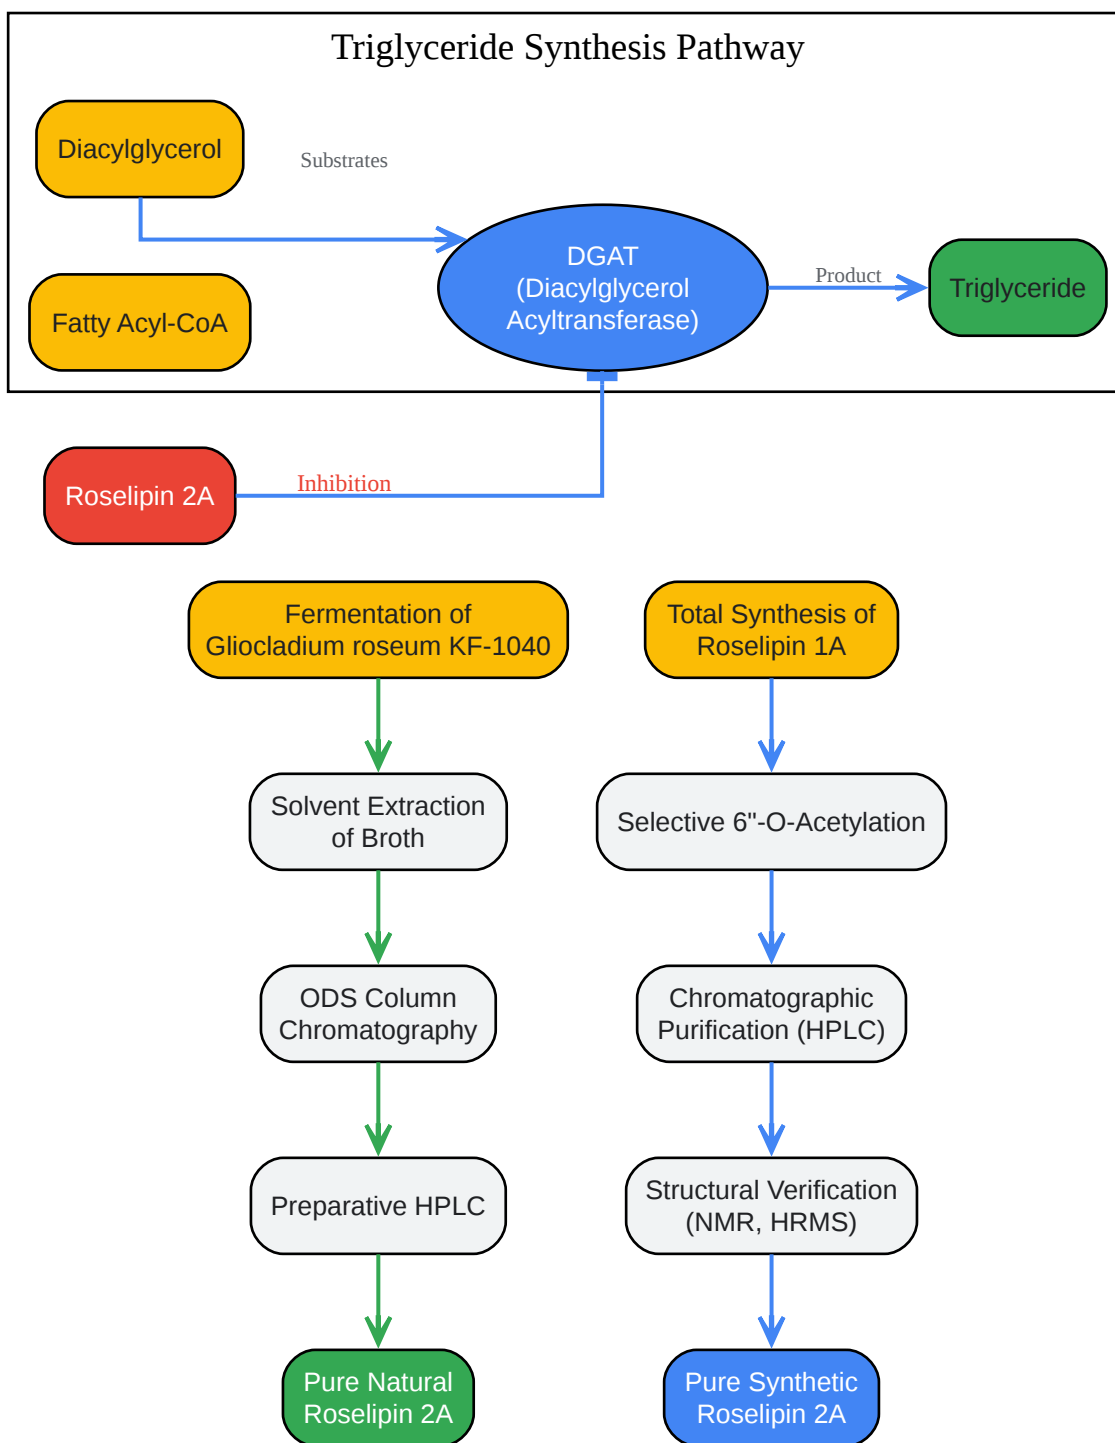 Triglyceride Synthesis Pathway
Diacylglycerol
Substrates
Fatty Acyl-CoA
DGAT
(Diacylglycerol
Acyltransferase)
Product
Triglyceride
Roselipin 2A
Inhibition
Fermentation of
Gliocladium roseum KF-1040
Solvent Extraction
of Broth
ODS Column
Chromatography
Preparative HPLC
Pure Natural
Roselipin 2A
Total Synthesis of
Roselipin 1A
Selective 6"-O-Acetylation
Chromatographic
Purification (HPLC)
Structural Verification
(NMR, HRMS)
Pure Synthetic
Roselipin 2A